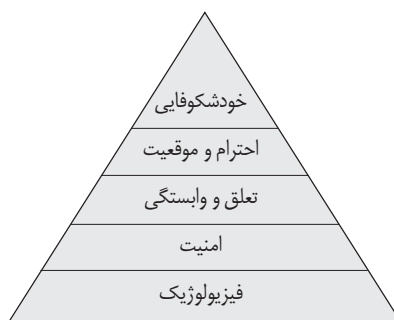 خودشکوفایی
احترام و موقعیت
تعلق و وابستگی
امنیت
فیزیولوژیک